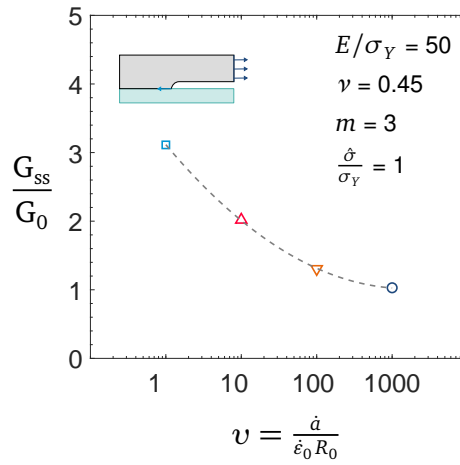 5
4
3
2
1
0
G_ss/G_0
E/σ_Y = 50
ν = 0.45
m = 3
σ̂/σ_Y = 1
1 10 100 1000
υ = ȧ/ε̇_0 R_0